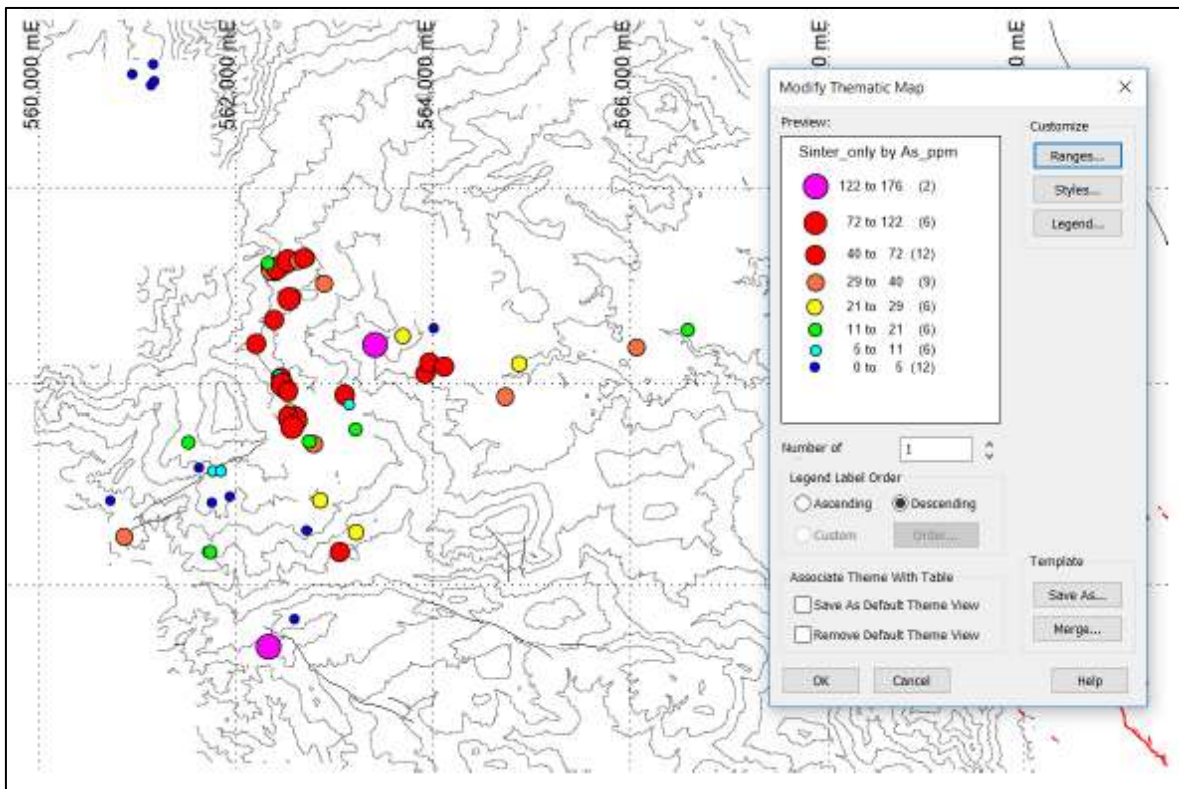 560,000 mE
562,000 mE
564,000 mE
566,000 mE
0 mE
0 mE
Modify Thematic Map
Preview:
Sinter_only by As_ppm
122 to 176 (2)
72 to 122 (6)
40 to 72 (12)
29 to 40 (9)
21 to 29 (6)
11 to 21 (6)
5 to 11 (6)
0 to 5 (12)
Customize
Ranges...
Styles...
Legend...
Number of
1
Legend Label Order
Ascending
Descending
Custom
Order...
Associate Theme With Table
Save As Default Theme View
Remove Default Theme View
Template
Save As...
Merge...
OK
Cancel
Help